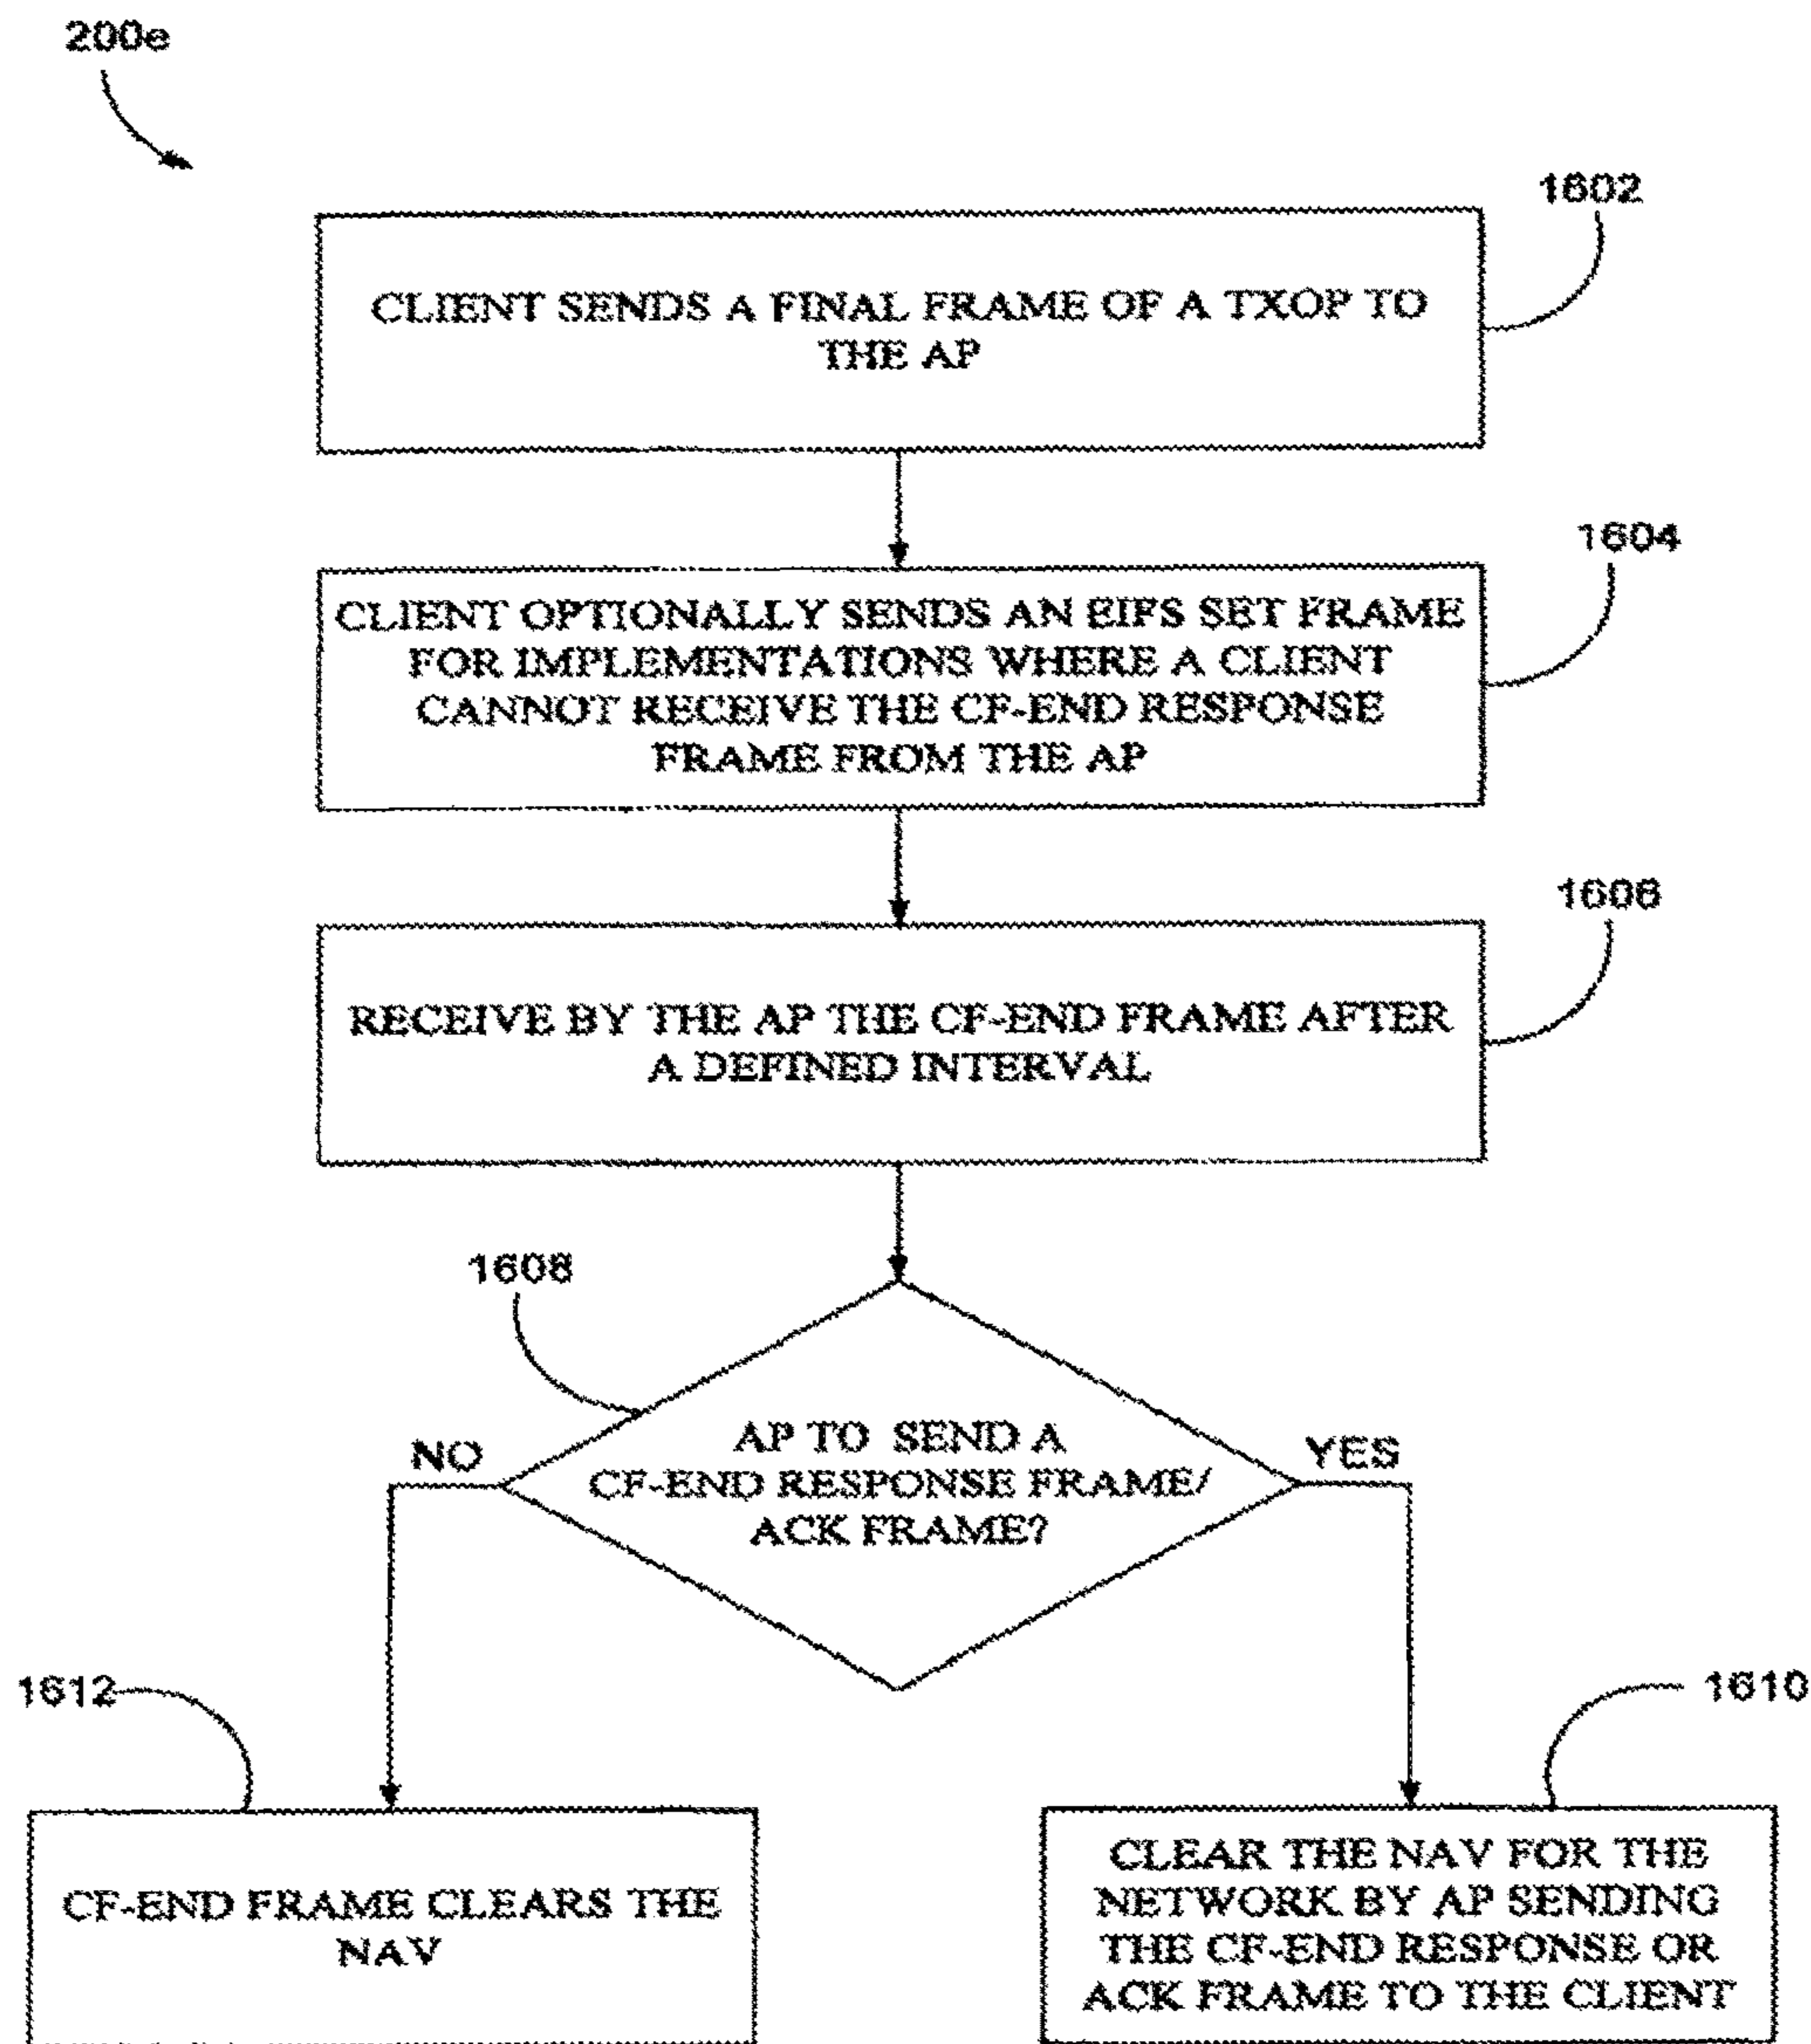 200e
1602
CLIENT SENDS A FINAL FRAME OF A TXOP TO
THE AP
1604
CLIENT OPTIONALLY SENDS AN EIFS SET FRAME
FOR IMPLEMENTATIONS WHERE A CLIENT
CANNOT RECEIVE THE CF-END RESPONSE
FRAME FROM THE AP
1606
RECEIVE BY THE AP THE CF-END FRAME AFTER
A DEFINED INTERVAL
1608
AP TO SEND A
CF-END RESPONSE FRAME/
ACK FRAME?
NO
YES
1612
1610
CF-END FRAME CLEARS THE
NAV
CLEAR THE NAV FOR THE
NETWORK BY AP SENDING
THE CF-END RESPONSE OR
ACK FRAME TO THE CLIENT